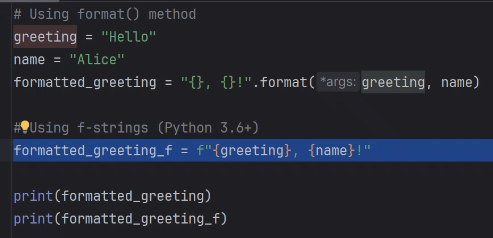 # Using format() method
greeting = "Hello"
name = "Alice"
formatted_greeting = "{}, {}!".format( *args: greeting, name)
# Using f-strings (Python 3.6+)
formatted_greeting_f = f"{greeting}, {name}!"
print(formatted_greeting)
print(formatted_greeting_f)